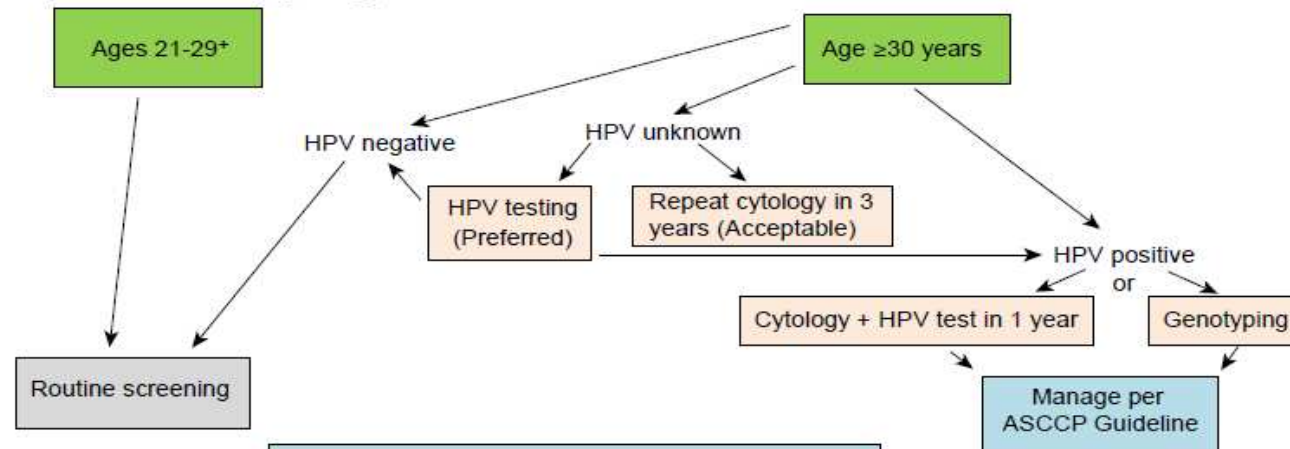 Ages 21-29+
Age ≥30 years
HPV negative
HPV unknown
HPV testing
(Preferred)
Repeat cytology in 3
years (Acceptable)
HPV positive
or
Cytology + HPV test in 1 year
Genotyping
Routine screening
Manage per
ASCCP Guideline